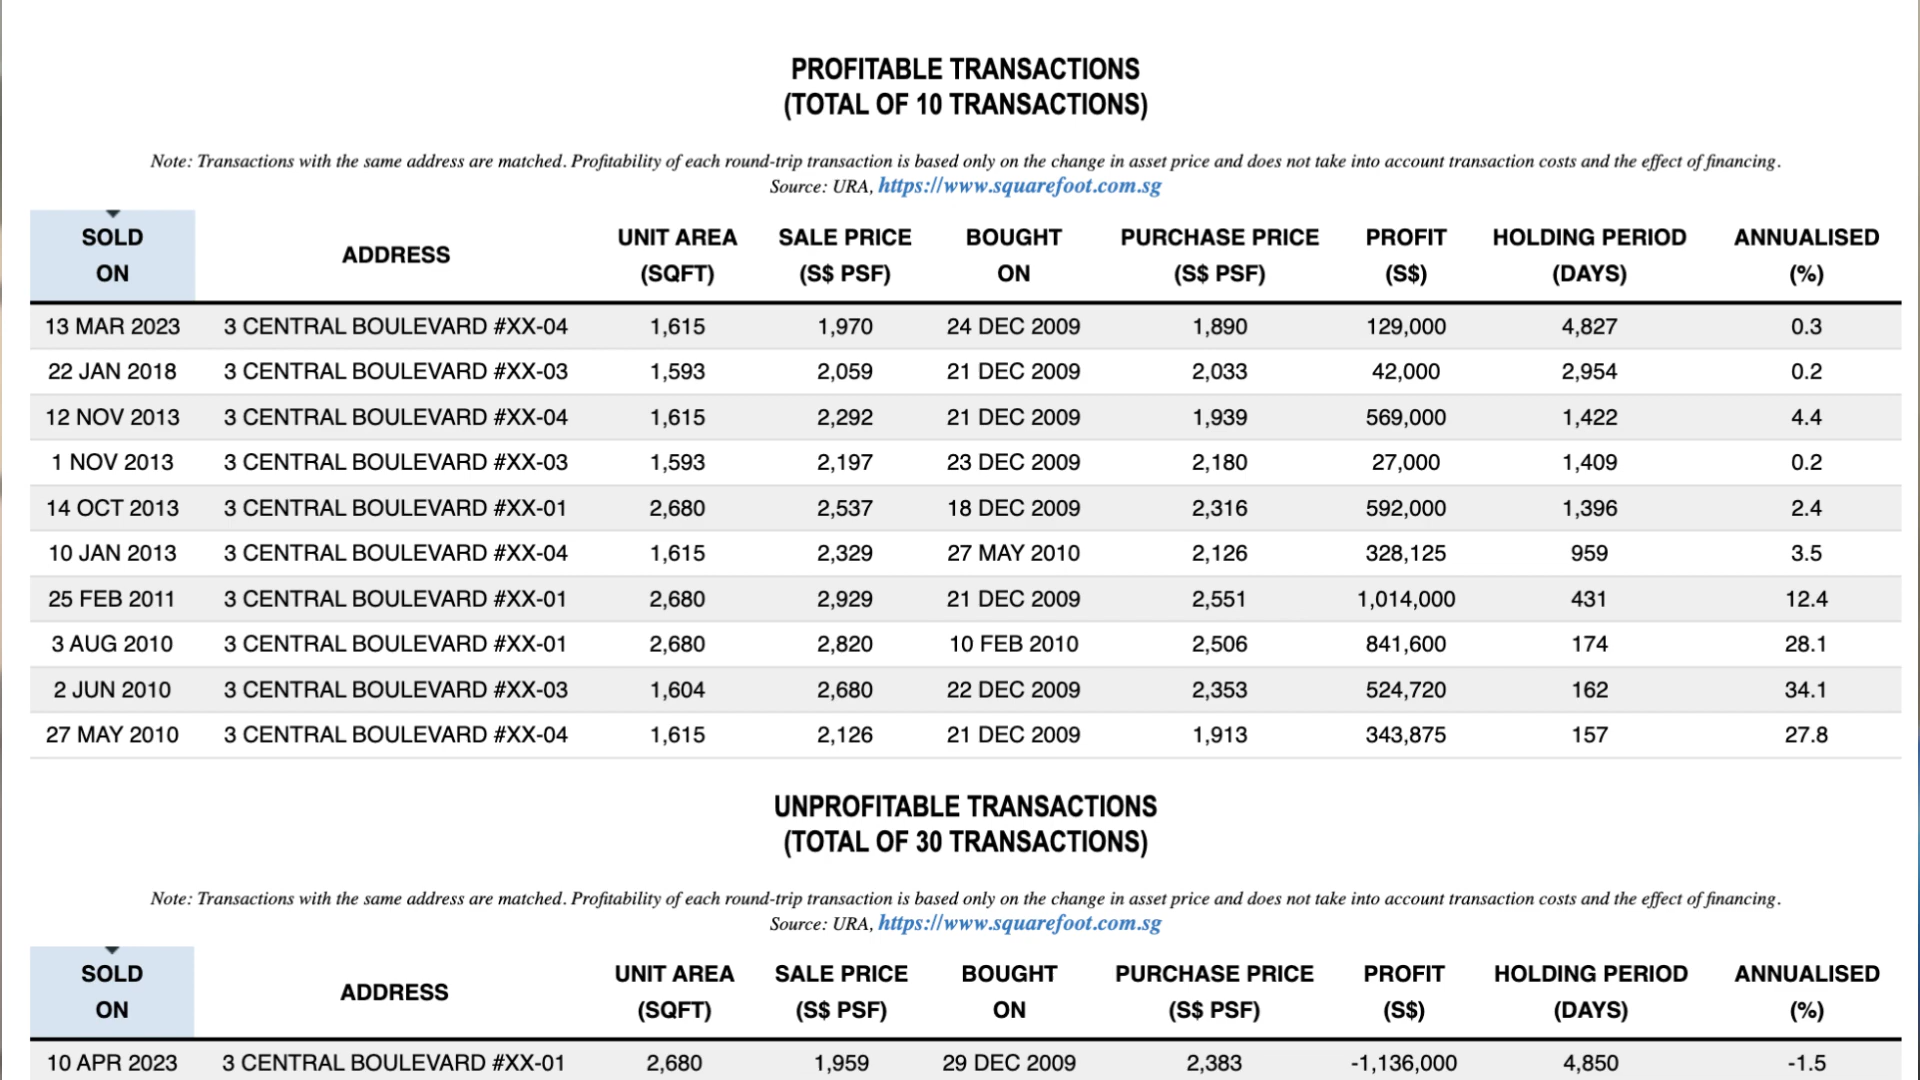 PROFITABLE TRANSACTIONS
(TOTAL OF 10 TRANSACTIONS)
Note: Transactions with the same address are matched. Profitability of each round-trip transaction is based only on the change in asset price and does not take into account transaction costs and the effect of financing.
Source: URA, https://www.squarefoot.com.sg
SOLD ON ADDRESS UNIT AREA (SQFT) SALE PRICE (S$ PSF) BOUGHT ON PURCHASE PRICE (S$ PSF) PROFIT (S$) HOLDING PERIOD (DAYS) ANNUALISED (%)
13 MAR 2023 3 CENTRAL BOULEVARD #XX-04 1,615 1,970 24 DEC 2009 1,890 129,000 4,827 0.3
22 JAN 2018 3 CENTRAL BOULEVARD #XX-03 1,593 2,059 21 DEC 2009 2,033 42,000 2,954 0.2
12 NOV 2013 3 CENTRAL BOULEVARD #XX-04 1,615 2,292 21 DEC 2009 1,939 569,000 1,422 4.4
1 NOV 2013 3 CENTRAL BOULEVARD #XX-03 1,593 2,197 23 DEC 2009 2,180 27,000 1,409 0.2
14 OCT 2013 3 CENTRAL BOULEVARD #XX-01 2,680 2,537 18 DEC 2009 2,316 592,000 1,396 2.4
10 JAN 2013 3 CENTRAL BOULEVARD #XX-04 1,615 2,329 27 MAY 2010 2,126 328,125 959 3.5
25 FEB 2011 3 CENTRAL BOULEVARD #XX-01 2,680 2,929 21 DEC 2009 2,551 1,014,000 431 12.4
3 AUG 2010 3 CENTRAL BOULEVARD #XX-01 2,680 2,820 10 FEB 2010 2,506 841,600 174 28.1
2 JUN 2010 3 CENTRAL BOULEVARD #XX-03 1,604 2,680 22 DEC 2009 2,353 524,720 162 34.1
27 MAY 2010 3 CENTRAL BOULEVARD #XX-04 1,615 2,126 21 DEC 2009 1,913 343,875 157 27.8
UNPROFITABLE TRANSACTIONS
(TOTAL OF 30 TRANSACTIONS)
Note: Transactions with the same address are matched. Profitability of each round-trip transaction is based only on the change in asset price and does not take into account transaction costs and the effect of financing.
Source: URA, https://www.squarefoot.com.sg
SOLD ON ADDRESS UNIT AREA (SQFT) SALE PRICE (S$ PSF) BOUGHT ON PURCHASE PRICE (S$ PSF) PROFIT (S$) HOLDING PERIOD (DAYS) ANNUALISED (%)
10 APR 2023 3 CENTRAL BOULEVARD #XX-01 2,680 1,959 29 DEC 2009 2,383 -1,136,000 4,850 -1.5